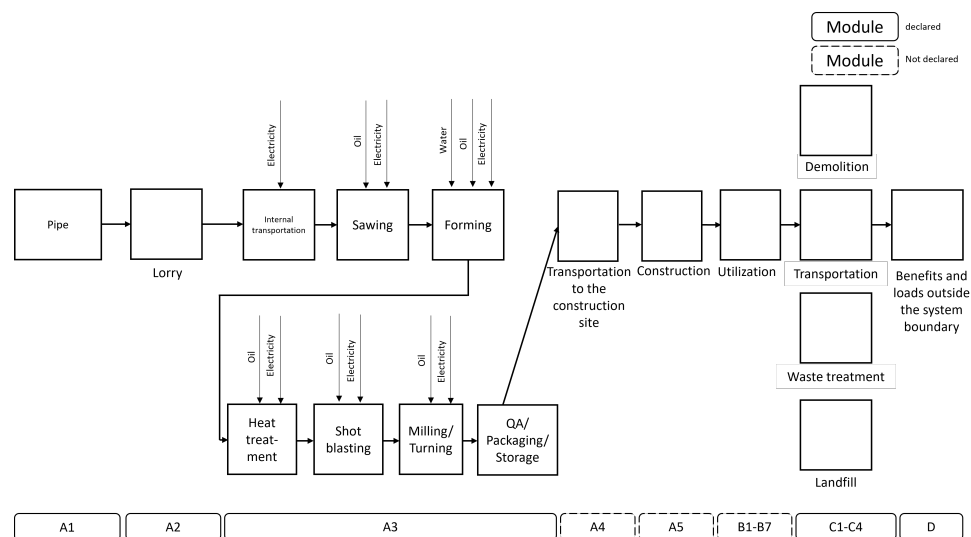 Module declared
Module Not declared
Electricity
Oil
Electricity
Water
Oil
Electricity
Demolition
Pipe
Lorry
Internal
transportation
Sawing
Forming
Transportation
to the
construction
site
Construction
Utilization
Transportation
Benefits and
loads outside
the system
boundary
Oil
Electricity
Oil
Electricity
Oil
Electricity
Waste treatment
Heat
treat-
ment
Shot
blasting
Milling/
Turning
QA/
Packaging/
Storage
Landfill
A1
A2
A3
A4
A5
B1-B7
C1-C4
D